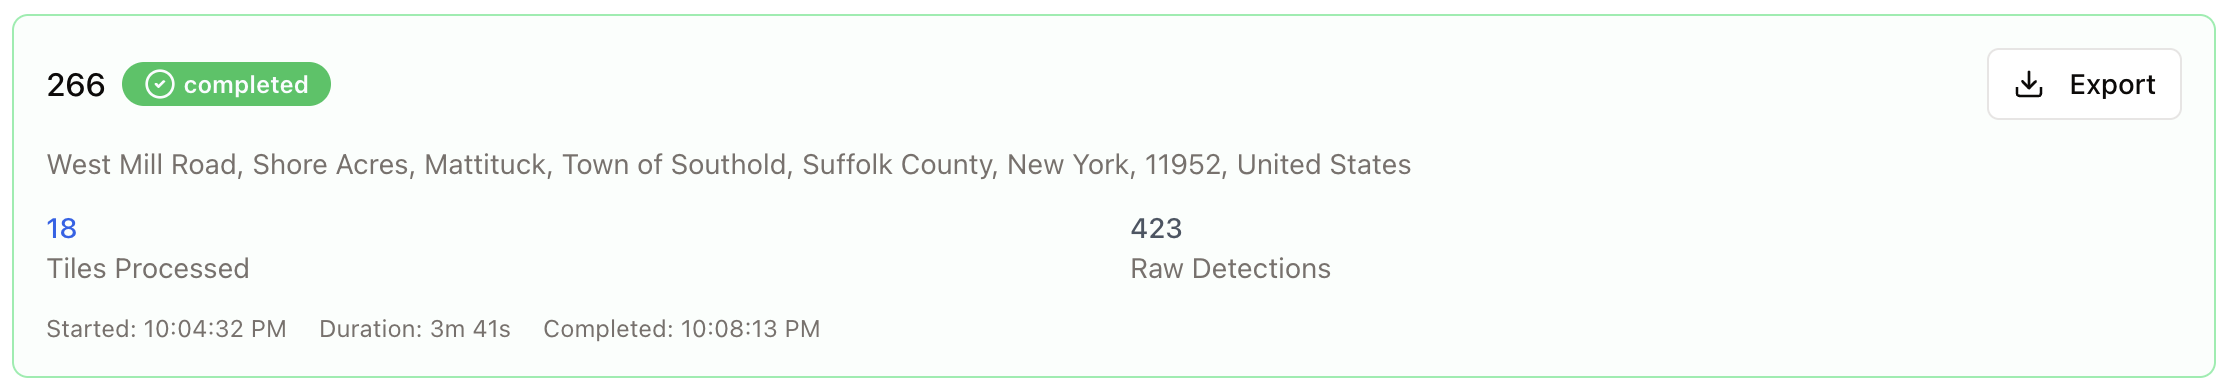 266 completed Export
West Mill Road, Shore Acres, Mattituck, Town of Southold, Suffolk County, New York, 11952, United States
18
Tiles Processed
423
Raw Detections
Started: 10:04:32 PM Duration: 3m 41s Completed: 10:08:13 PM